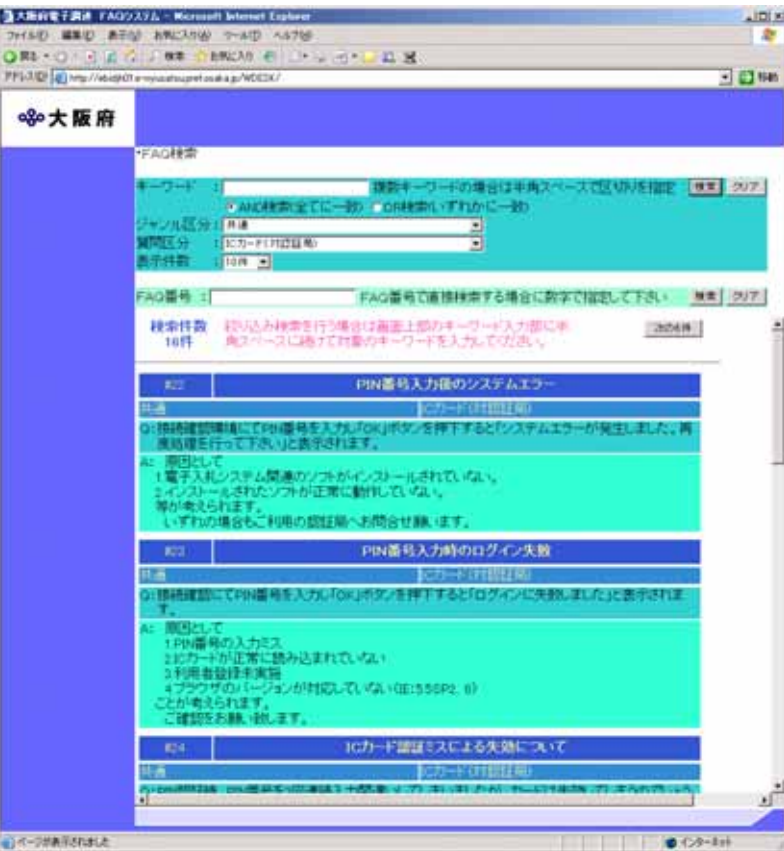 大阪府電子調達 FAQシステム - Microsoft Internet Explorer
ファイル(F) 編集(E) 表示(V) お気に入り(A) ツール(T) ヘルプ(H)
戻る 検索 お気に入り
アドレス(D) 移動
大阪府
・FAQ検索
キーワード : 複数キーワードの場合は半角スペースで区切りを指定 検索 クリア
AND検索(全てに一致) OR検索(いずれかに一致)
ジャンル区分 : 共通
質問区分 : ICカード(対認証局)
表示件数 : 10件
FAQ番号 : FAQ番号で直接検索する場合に数字で指定して下さい 検索 クリア
検索件数 絞り込み検索を行う場合は画面上部のキーワード入力部に半 次の6件
16件 角スペースに続けて対象のキーワードを入力してください。
#22 PIN番号入力後のシステムエラー
共通 ICカード(対認証局)
Q: 接続確認環境にてPIN番号を入力し「OK」ボタンを押下すると「システムエラーが発生しました。再
度処理を行って下さい」と表示されます。
A: 原因として
1.電子入札システム関連のソフトがインストールされていない。
2.インストールされたソフトが正常に動作していない。
等が考えられます。
いずれの場合もご利用の認証局へお問合せ願います。
#23 PIN番号入力時のログイン失敗
共通 ICカード(対認証局)
Q: 接続確認にてPIN番号を入力し「OK」ボタンを押下すると「ログインに失敗しました」と表示されま
す。
A: 原因として
1.PIN番号の入力ミス
2.ICカードが正常に読み込まれていない
3.利用者登録未実施
4.ブラウザのバージョンが対応していない(IE:5.5SP2, 6)
ことが考えられます。
ご確認をお願い致します。
#24 ICカード認証ミスによる失効について
共通 ICカード(対認証局)
ページが表示されました インターネット